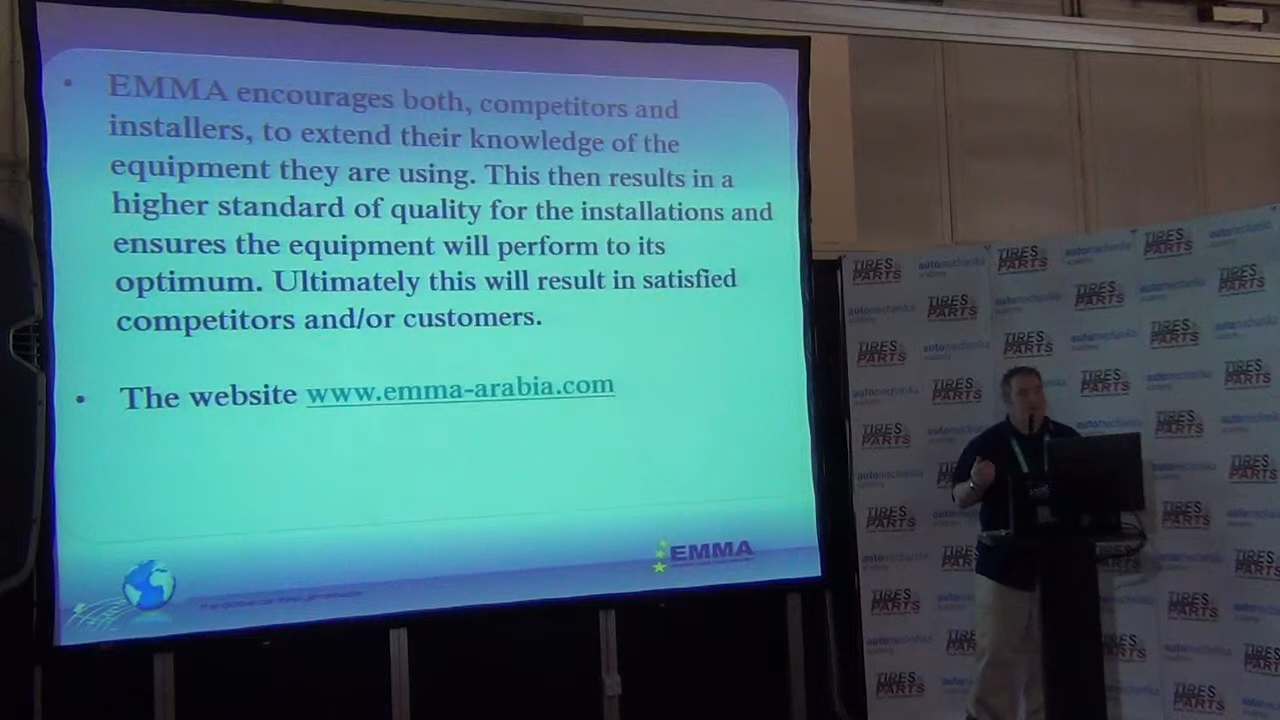 • EMMA encourages both, competitors and
installers, to extend their knowledge of the
equipment they are using. This then results in a
higher standard of quality for the installations and
ensures the equipment will perform to its
optimum. Ultimately this will result in satisfied
competitors and/or customers.
• The website www.emma-arabia.com
EMMA
TIRES & PARTS
automechanika
academy